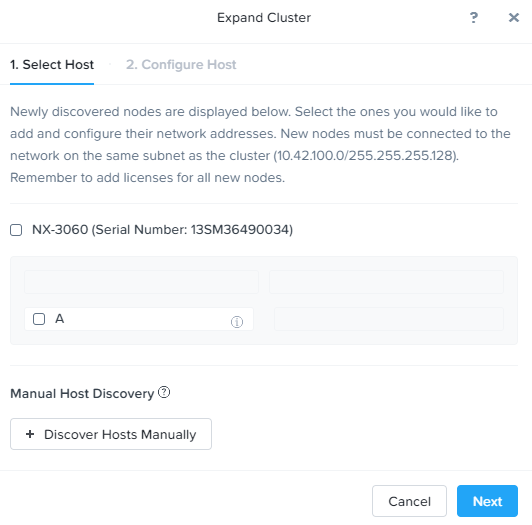 Expand Cluster
? ×
1. Select Host
2. Configure Host
Newly discovered nodes are displayed below. Select the ones you would like to
add and configure their network addresses. New nodes must be connected to the
network on the same subnet as the cluster (10.42.100.0/255.255.255.128).
Remember to add licenses for all new nodes.
NX-3060 (Serial Number: 13SM36490034)
A
Manual Host Discovery ?
+ Discover Hosts Manually
Cancel
Next